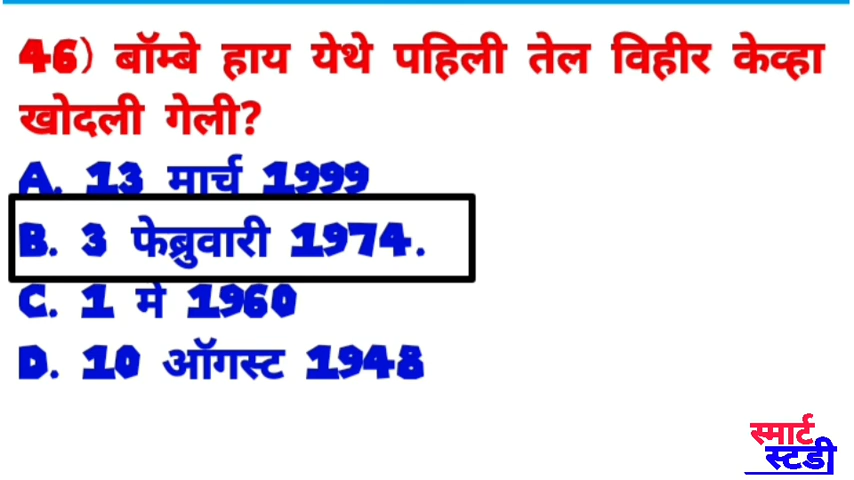 46) बॉम्बे हाय येथे पहिली तेल विहीर केव्हा
खोदली गेली?
A. 13 मार्च 1999
B. 3 फेब्रुवारी 1974.
C. 1 मे 1960
D. 10 ऑगस्ट 1948
स्मार्ट
स्टडी